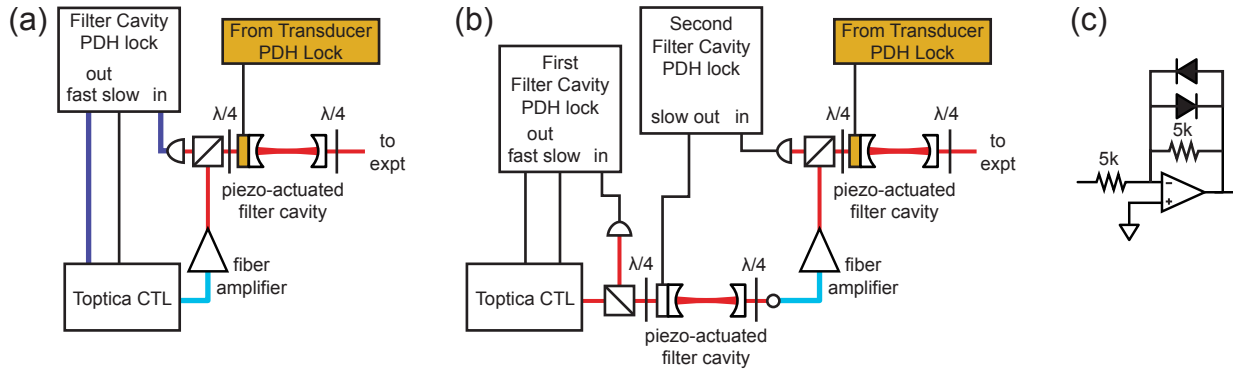 (a)
Filter Cavity
PDH lock
out
fast slow in
From Transducer
PDH Lock
λ/4
λ/4
to
expt
piezo-actuated
filter cavity
fiber
amplifier
Toptica CTL
(b)
First
Filter Cavity
PDH lock
out
fast slow in
Second
Filter Cavity
PDH lock
slow out in
From Transducer
PDH Lock
λ/4
λ/4
to
expt
piezo-actuated
filter cavity
λ/4
λ/4
fiber
amplifier
Toptica CTL
piezo-actuated
filter cavity
(c)
5k
5k
-
+